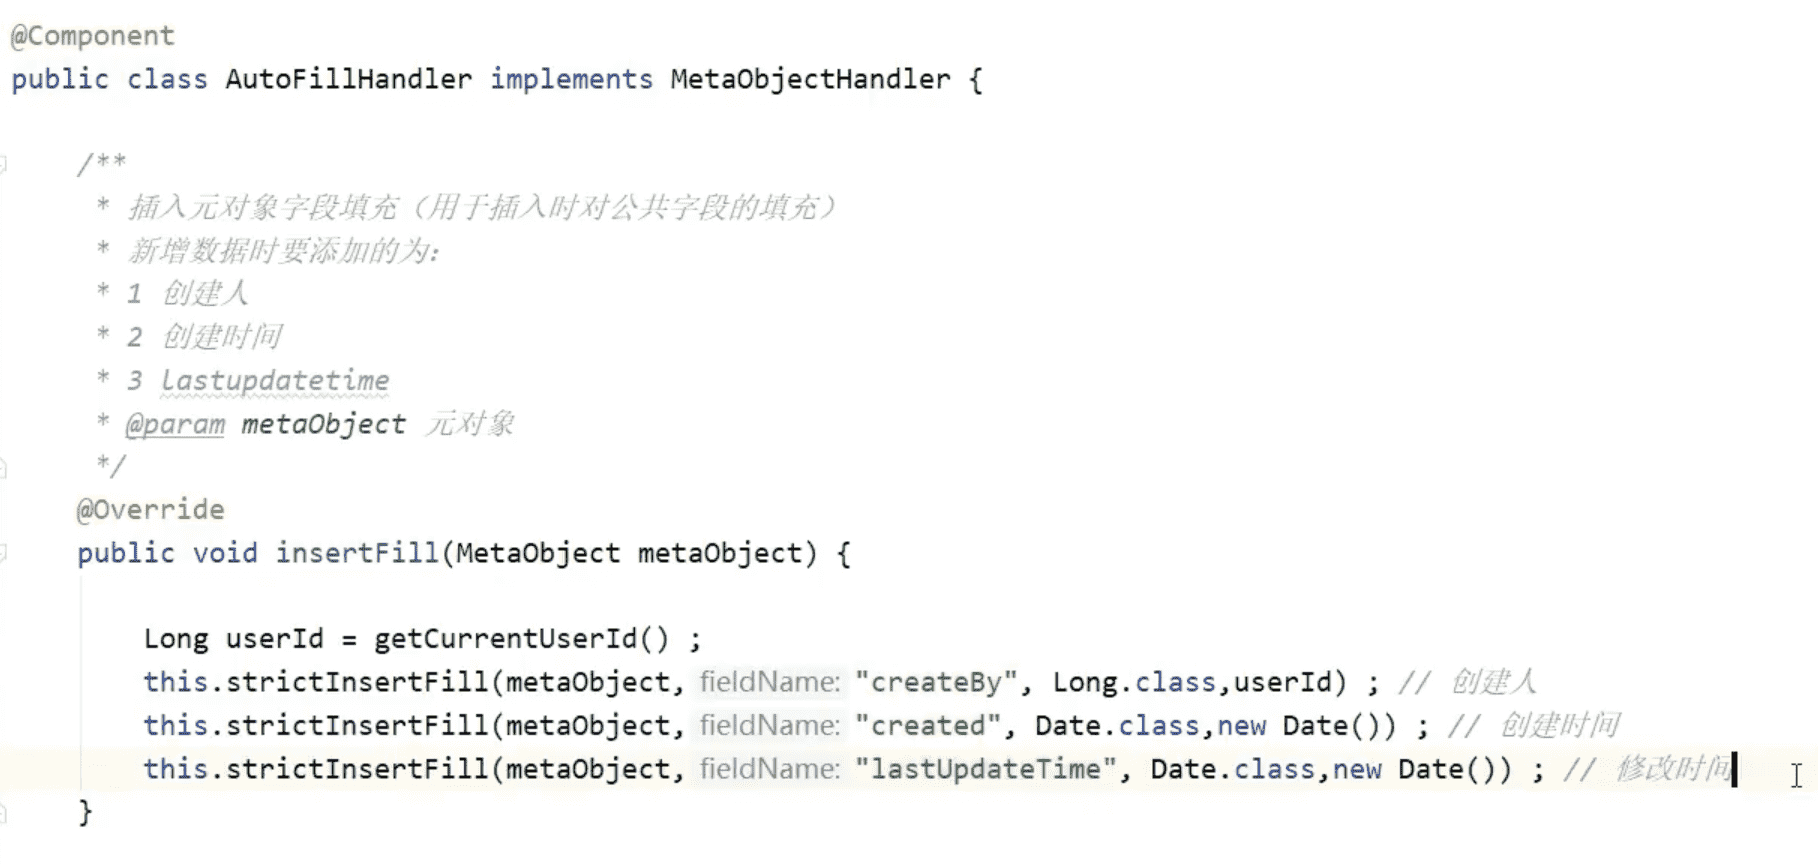 @Component
public class AutoFillHandler implements MetaObjectHandler {
/**
* 插入元对象字段填充（用于插入时对公共字段的填充）
* 新增数据时要添加的为:
* 1 创建人
* 2 创建时间
* 3 lastupdatetime
* @param metaObject 元对象
*/
@Override
public void insertFill(MetaObject metaObject) {
Long userId = getCurrentUserId() ;
this.strictInsertFill(metaObject, fieldName: "createBy", Long.class,userId) ; // 创建人
this.strictInsertFill(metaObject, fieldName: "created", Date.class,new Date()) ; // 创建时间
this.strictInsertFill(metaObject, fieldName: "lastUpdateTime", Date.class,new Date()) ; // 修改时间
}